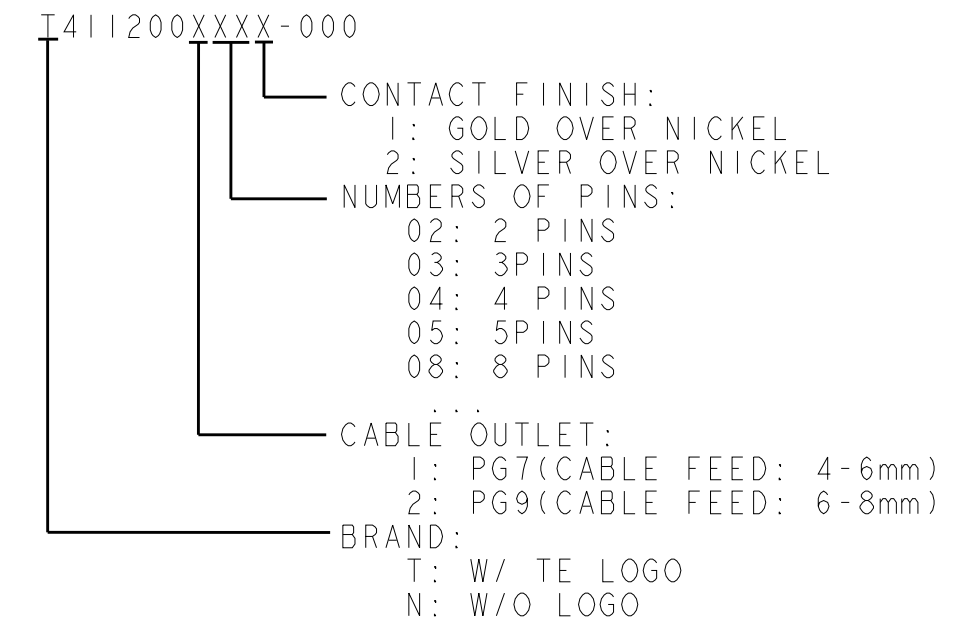 T411200XXXX-000
CONTACT FINISH:
1: GOLD OVER NICKEL
2: SILVER OVER NICKEL
NUMBERS OF PINS:
02: 2 PINS
03: 3PINS
04: 4 PINS
05: 5PINS
08: 8 PINS
...
CABLE OUTLET:
1: PG7(CABLE FEED: 4-6mm)
2: PG9(CABLE FEED: 6-8mm)
BRAND:
T: W/ TE LOGO
N: W/O LOGO